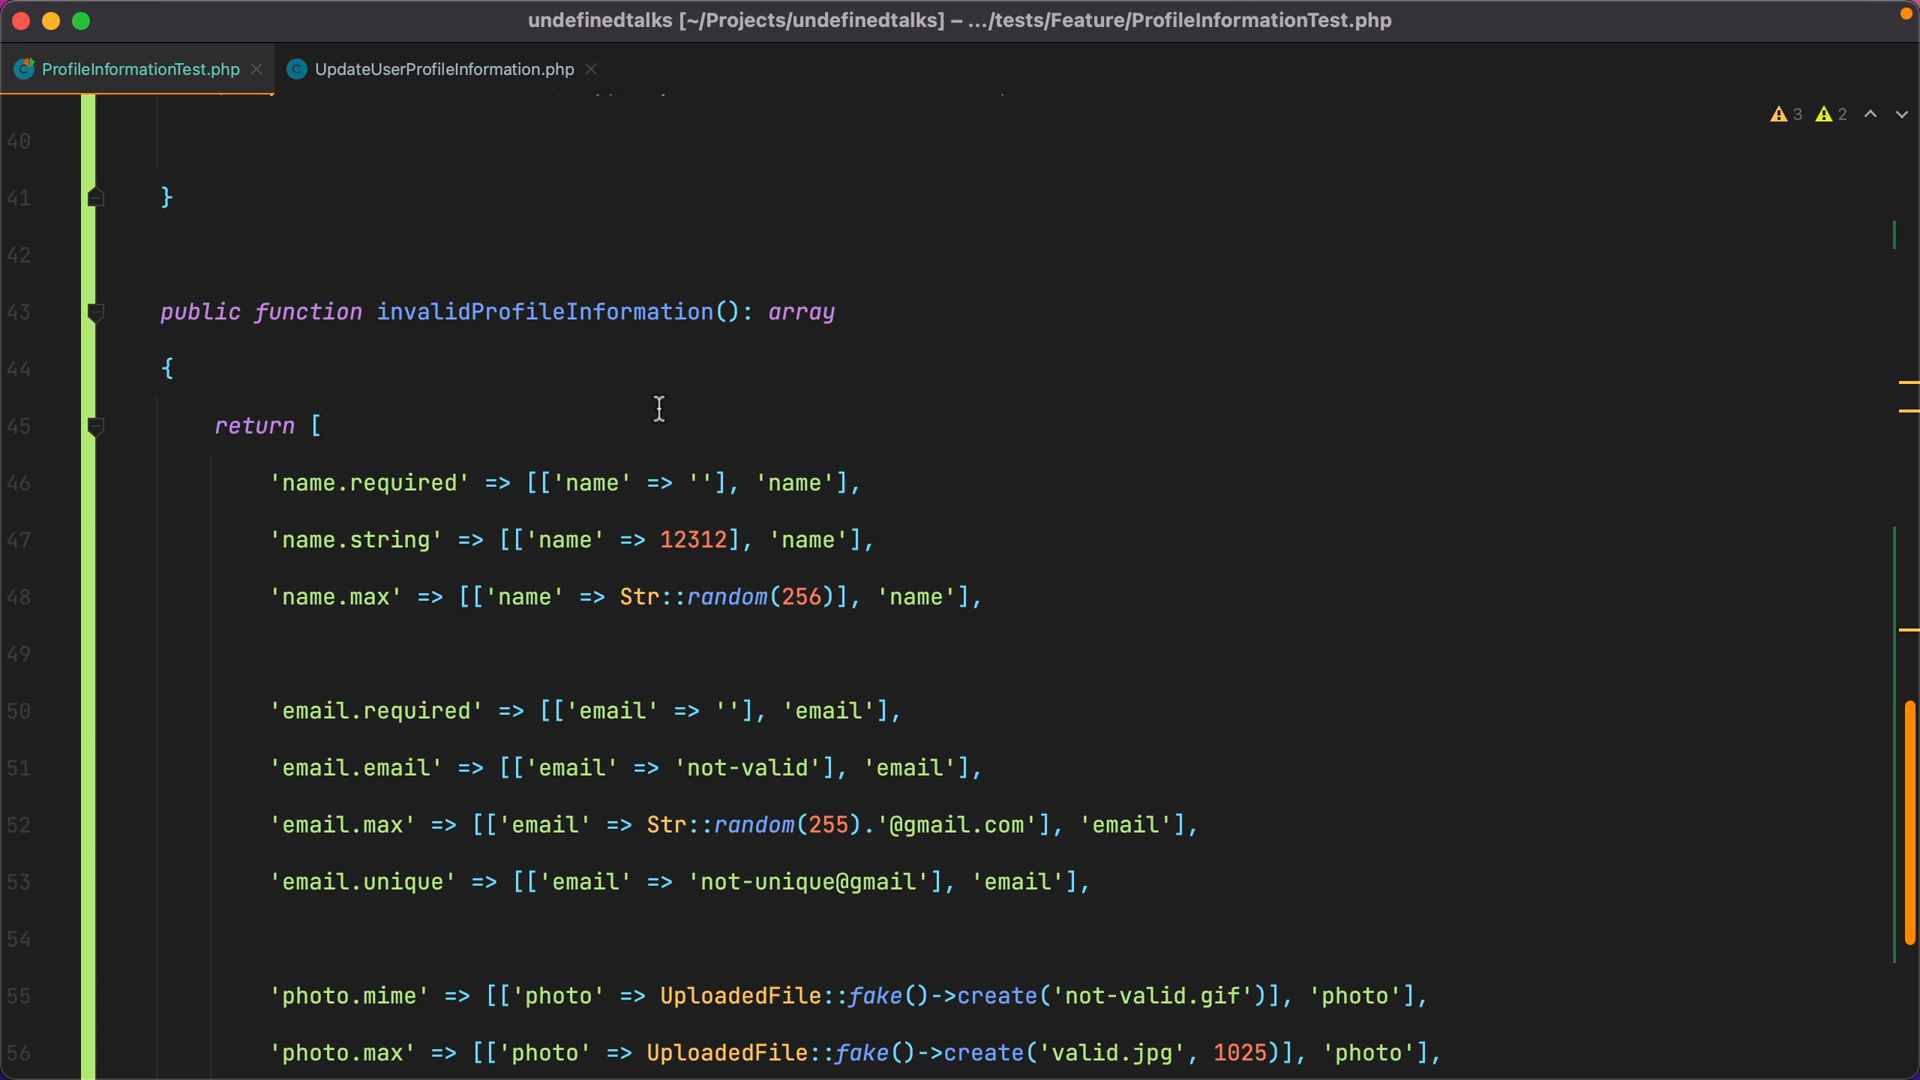 undefinedtalks [~/Projects/undefinedtalks] – .../tests/Feature/ProfileInformationTest.php
ProfileInformationTest.php
UpdateUserProfileInformation.php
3 2
40
41 }
42
43 public function invalidProfileInformation(): array
44 {
45 return [
46 'name.required' => [['name' => ''], 'name'],
47 'name.string' => [['name' => 12312], 'name'],
48 'name.max' => [['name' => Str::random(256)], 'name'],
49
50 'email.required' => [['email' => ''], 'email'],
51 'email.email' => [['email' => 'not-valid'], 'email'],
52 'email.max' => [['email' => Str::random(255).'@gmail.com'], 'email'],
53 'email.unique' => [['email' => 'not-unique@gmail'], 'email'],
54
55 'photo.mime' => [['photo' => UploadedFile::fake()->create('not-valid.gif')], 'photo'],
56 'photo.max' => [['photo' => UploadedFile::fake()->create('valid.jpg', 1025)], 'photo'],